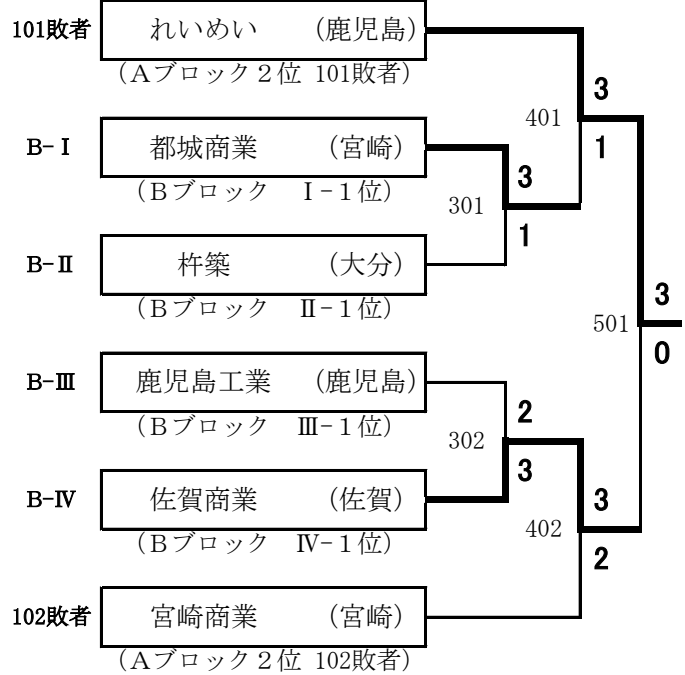 101敗者 れいめい (鹿児島)
(Aブロック2位 101敗者)
3
401
1
B-Ⅰ 都城商業 (宮崎)
(Bブロック Ⅰ-1位)
3
301
1
B-Ⅱ 杵築 (大分)
(Bブロック Ⅱ-1位)
3
501
0
B-Ⅲ 鹿児島工業 (鹿児島)
(Bブロック Ⅲ-1位)
2
302
3
B-Ⅳ 佐賀商業 (佐賀)
(Bブロック Ⅳ-1位)
3
402
2
102敗者 宮崎商業 (宮崎)
(Aブロック2位 102敗者)